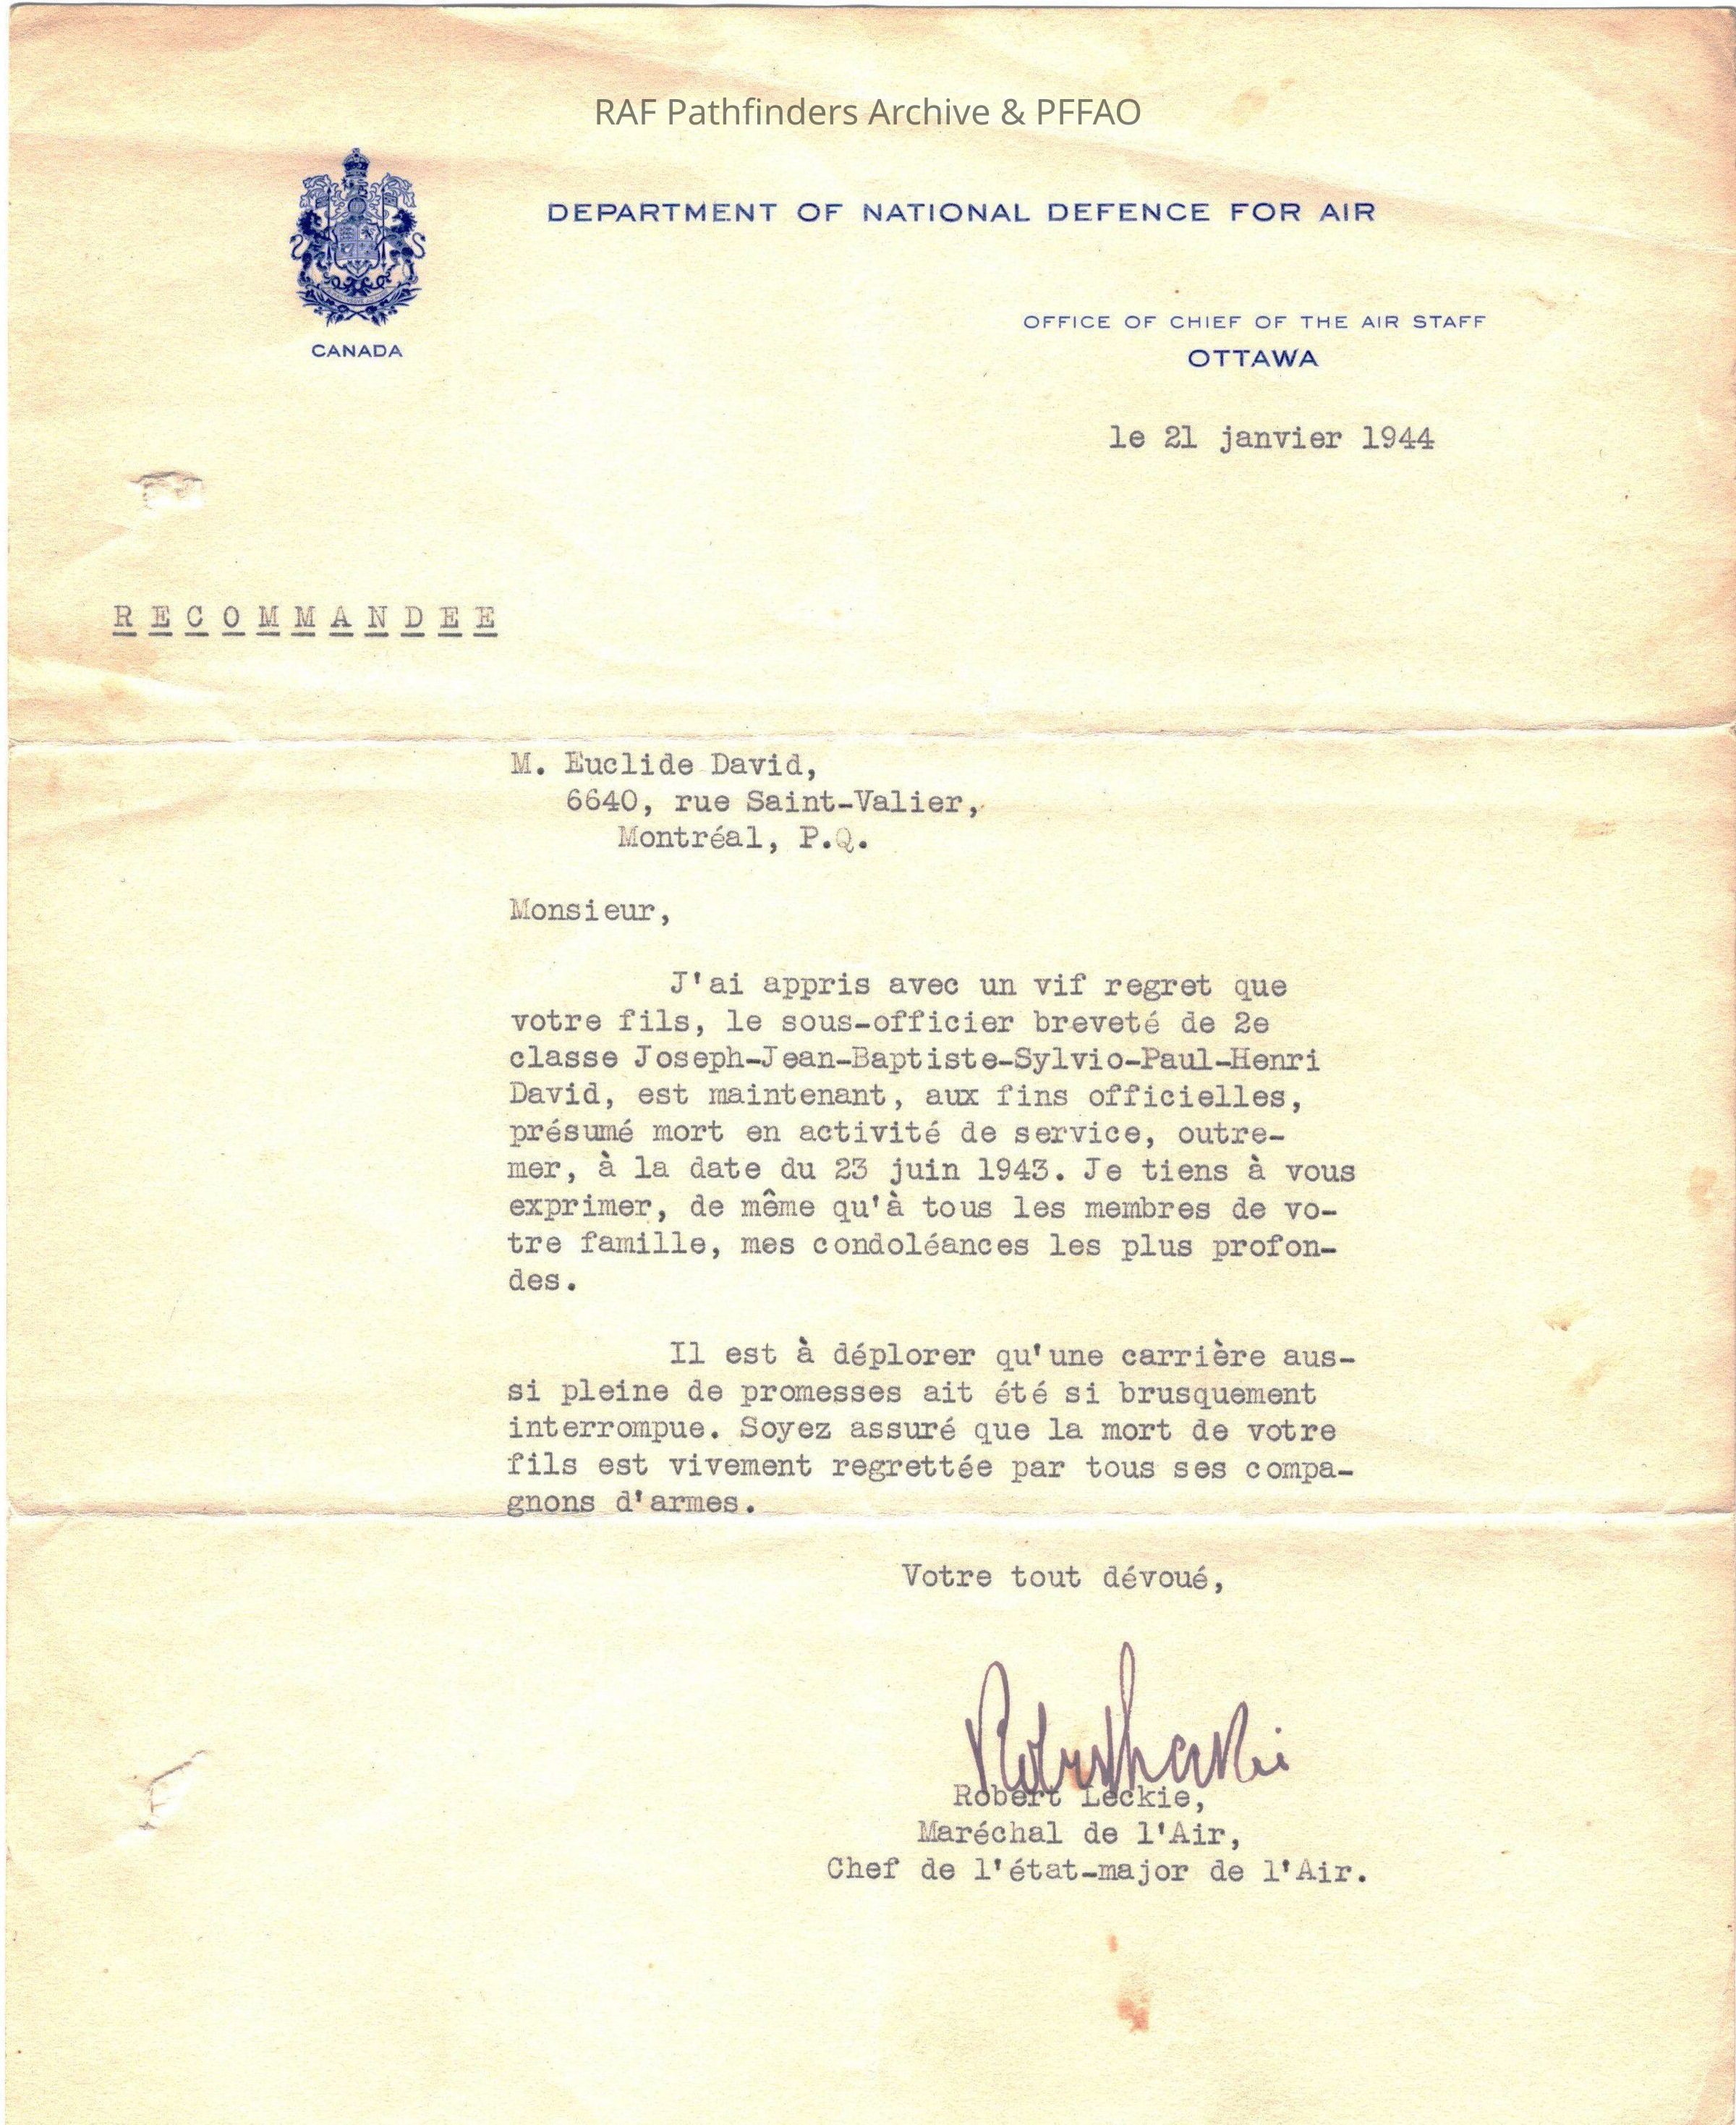 RAF Pathfinders Archive & PFFAO
DEPARTMENT OF NATIONAL DEFENCE FOR AIR
CANADA
OFFICE OF CHIEF OF THE AIR STAFF
OTTAWA
le 21 janvier 1944
RECOMMANDEE
M. Euclide David,
6640, rue Saint-Valier,
Montréal, P.Q.
Monsieur,
J'ai appris avec un vif regret que
votre fils, le sous-officier breveté de 2e
classe Joseph-Jean-Baptiste-Sylvio-Paul-Henri
David, est maintenant, aux fins officielles,
présumé mort en activité de service, outre-
mer, à la date du 23 juin 1943. Je tiens à vous
exprimer, de même qu'à tous les membres de vo-
tre famille, mes condoléances les plus profon-
des.
Il est à déplorer qu'une carrière aus-
si pleine de promesses ait été si brusquement
interrompue. Soyez assuré que la mort de votre
fils est vivement regrettée par tous ses compa-
gnons d'armes.
Votre tout dévoué,
Robert Leckie
Robert Leckie,
Maréchal de l'Air,
Chef de l'état-major de l'Air.